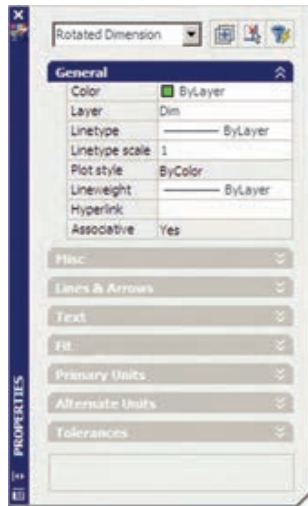 Rotated Dimension
General
Color ByLayer
Layer Dim
Linetype ByLayer
Linetype scale 1
Plot style ByColor
Lineweight ByLayer
Hyperlink
Associative Yes
Misc
Lines & Arrows
Text
Fit
Primary Units
Alternate Units
Tolerances
PROPERTIES